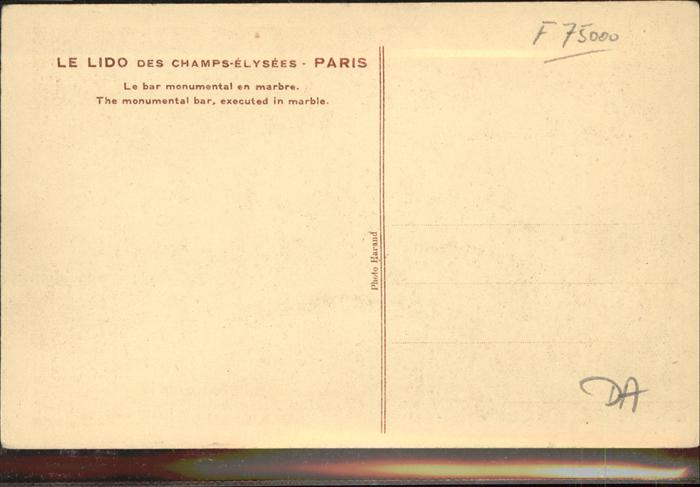 F 75000
LE LIDO DES CHAMPS-ÉLYSÉES - PARIS
Le bar monumental en marbre.
The monumental bar, executed in marble.
Photo Harand
DA